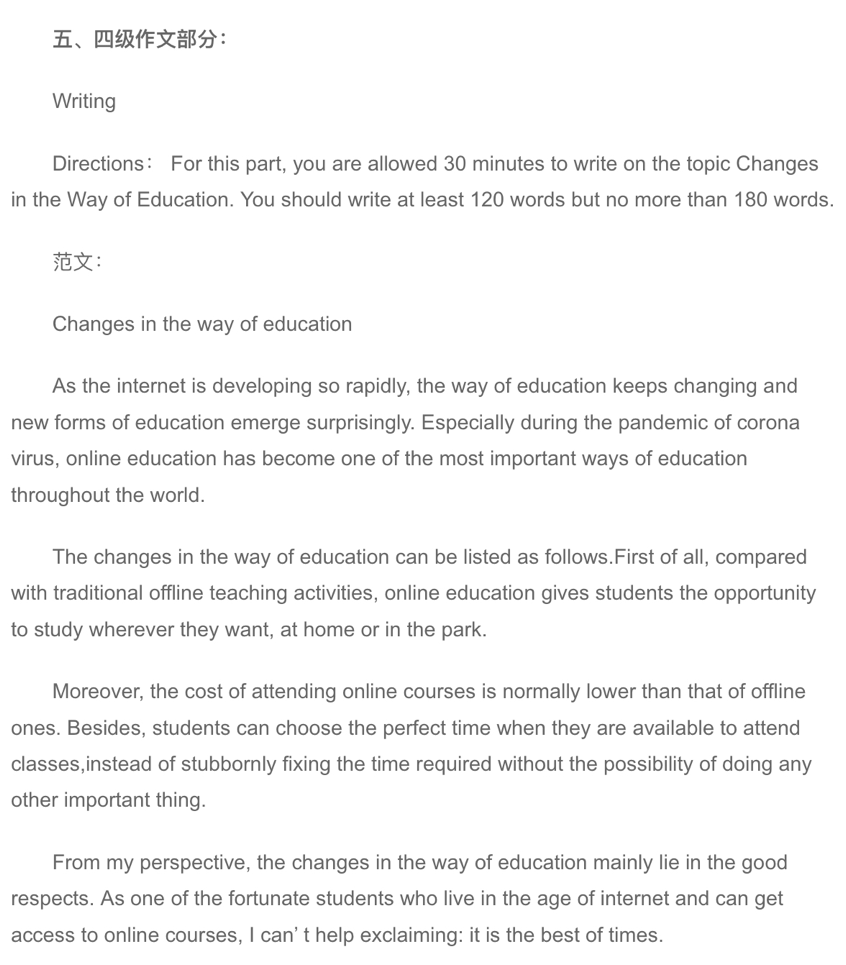 五、四级作文部分：
Writing
Directions： For this part, you are allowed 30 minutes to write on the topic Changes
in the Way of Education. You should write at least 120 words but no more than 180 words.
范文：
Changes in the way of education
As the internet is developing so rapidly, the way of education keeps changing and
new forms of education emerge surprisingly. Especially during the pandemic of corona
virus, online education has become one of the most important ways of education
throughout the world.
The changes in the way of education can be listed as follows.First of all, compared
with traditional offline teaching activities, online education gives students the opportunity
to study wherever they want, at home or in the park.
Moreover, the cost of attending online courses is normally lower than that of offline
ones. Besides, students can choose the perfect time when they are available to attend
classes,instead of stubbornly fixing the time required without the possibility of doing any
other important thing.
From my perspective, the changes in the way of education mainly lie in the good
respects. As one of the fortunate students who live in the age of internet and can get
access to online courses, I can’ t help exclaiming: it is the best of times.